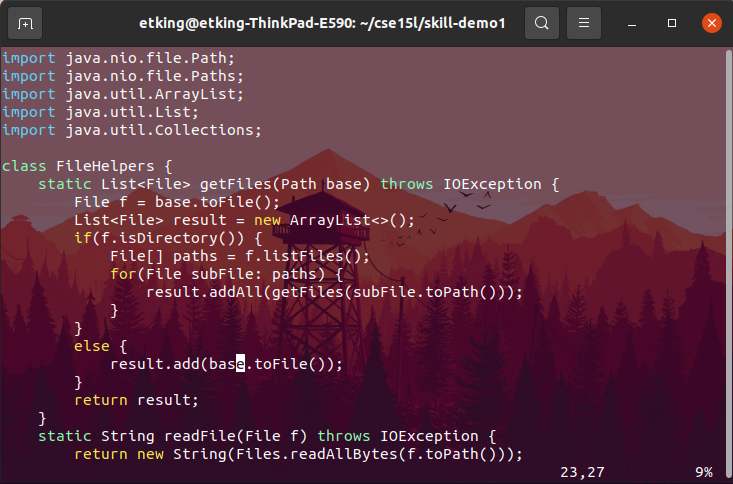 etking@etking-ThinkPad-E590: ~/cse15l/skill-demo1
import java.nio.file.Path;
import java.nio.file.Paths;
import java.util.ArrayList;
import java.util.List;
import java.util.Collections;

class FileHelpers {
    static List<File> getFiles(Path base) throws IOException {
        File f = base.toFile();
        List<File> result = new ArrayList<>();
        if(f.isDirectory()) {
            File[] paths = f.listFiles();
            for(File subFile: paths) {
                result.addAll(getFiles(subFile.toPath()));
            }
        }
        else {
            result.add(base.toFile());
        }
        return result;
    }
    static String readFile(File f) throws IOException {
        return new String(Files.readAllBytes(f.toPath()));
23,27 9%